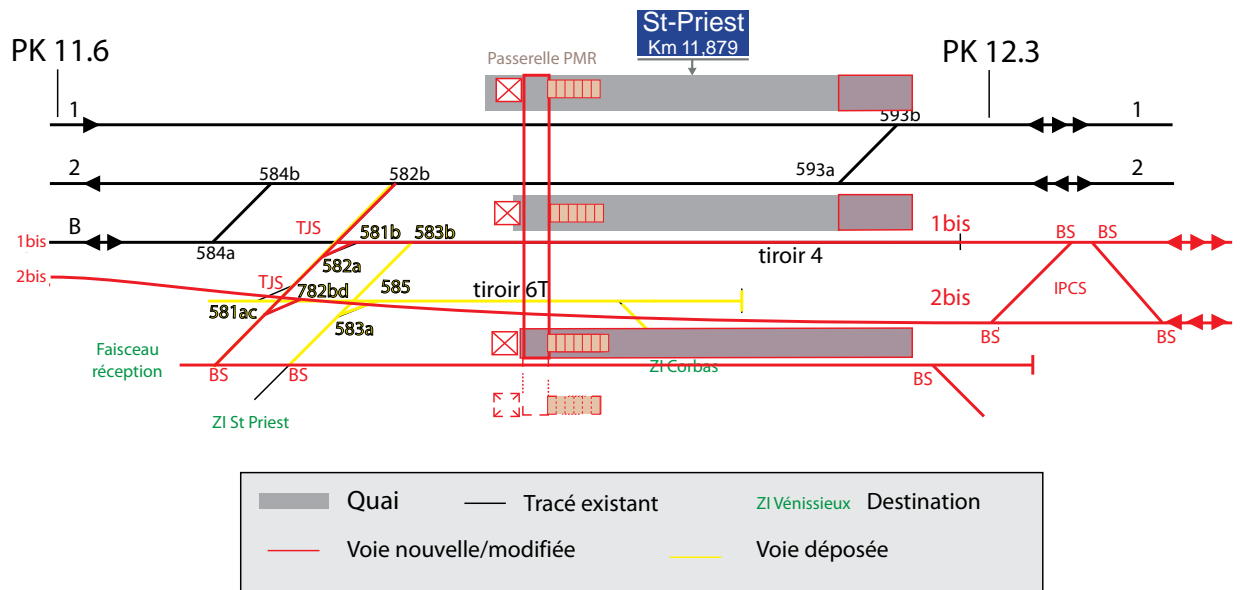 St-Priest
Km 11,879
PK 11.6
Passerelle PMR
PK 12.3
1
593b
1
2
584b
582b
593a
2
B
TJS
581b
583b
1bis
BS
BS
1bis
584a
582a
tiroir 4
2bis
TJS
782bd
585
tiroir 6T
2bis
IPCS
581ac
583a
BS
BS
Faisceau
réception
ZI Corbas
BS
BS
BS
ZI St Priest
Quai
Tracé existant
ZI Vénissieux
Destination
Voie nouvelle/modifiée
Voie déposée